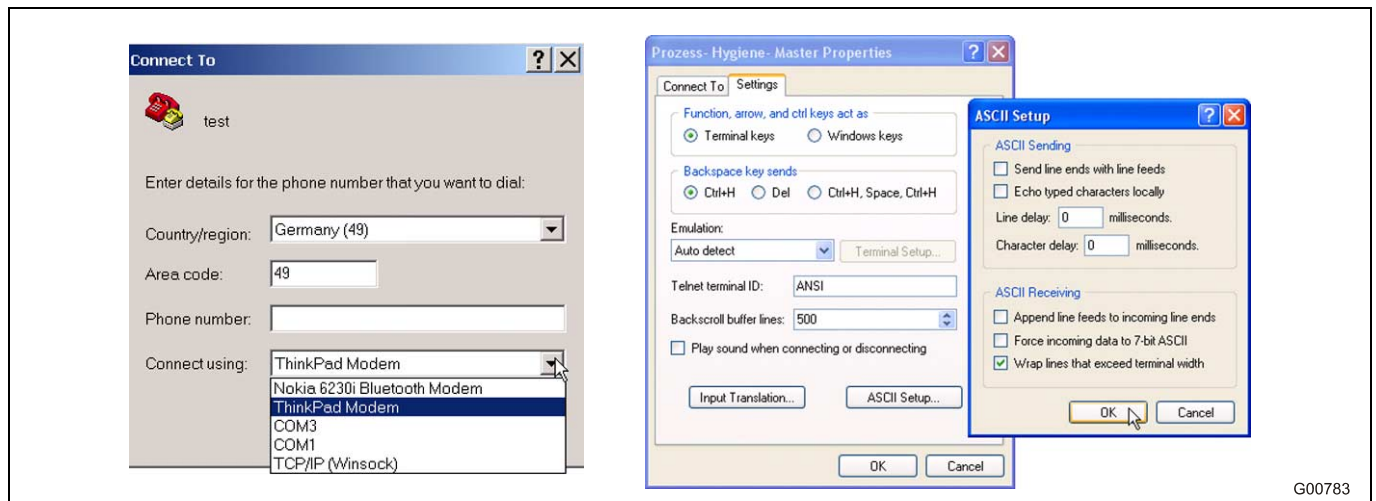 Connect To
test
Enter details for the phone number that you want to dial:
Country/region: Germany (49)
Area code: 49
Phone number:
Connect using: ThinkPad Modem
Nokia 6230i Bluetooth Modem
ThinkPad Modem
COM3
COM1
TCP/IP (Winsock)
Prozess- Hygiene- Master Properties
Connect To Settings
Function, arrow, and ctrl keys act as
Terminal keys Windows keys
Backspace key sends
Ctrl+H Del Ctrl+H, Space, Ctrl+H
Emulation:
Auto detect Terminal Setup...
Telnet terminal ID: ANSI
Backscroll buffer lines: 500
Play sound when connecting or disconnecting
Input Translation... ASCII Setup...
OK Cancel
ASCII Setup
ASCII Sending
Send line ends with line feeds
Echo typed characters locally
Line delay: 0 milliseconds.
Character delay: 0 milliseconds.
ASCII Receiving
Append line feeds to incoming line ends
Force incoming data to 7-bit ASCII
Wrap lines that exceed terminal width
OK Cancel
G00783